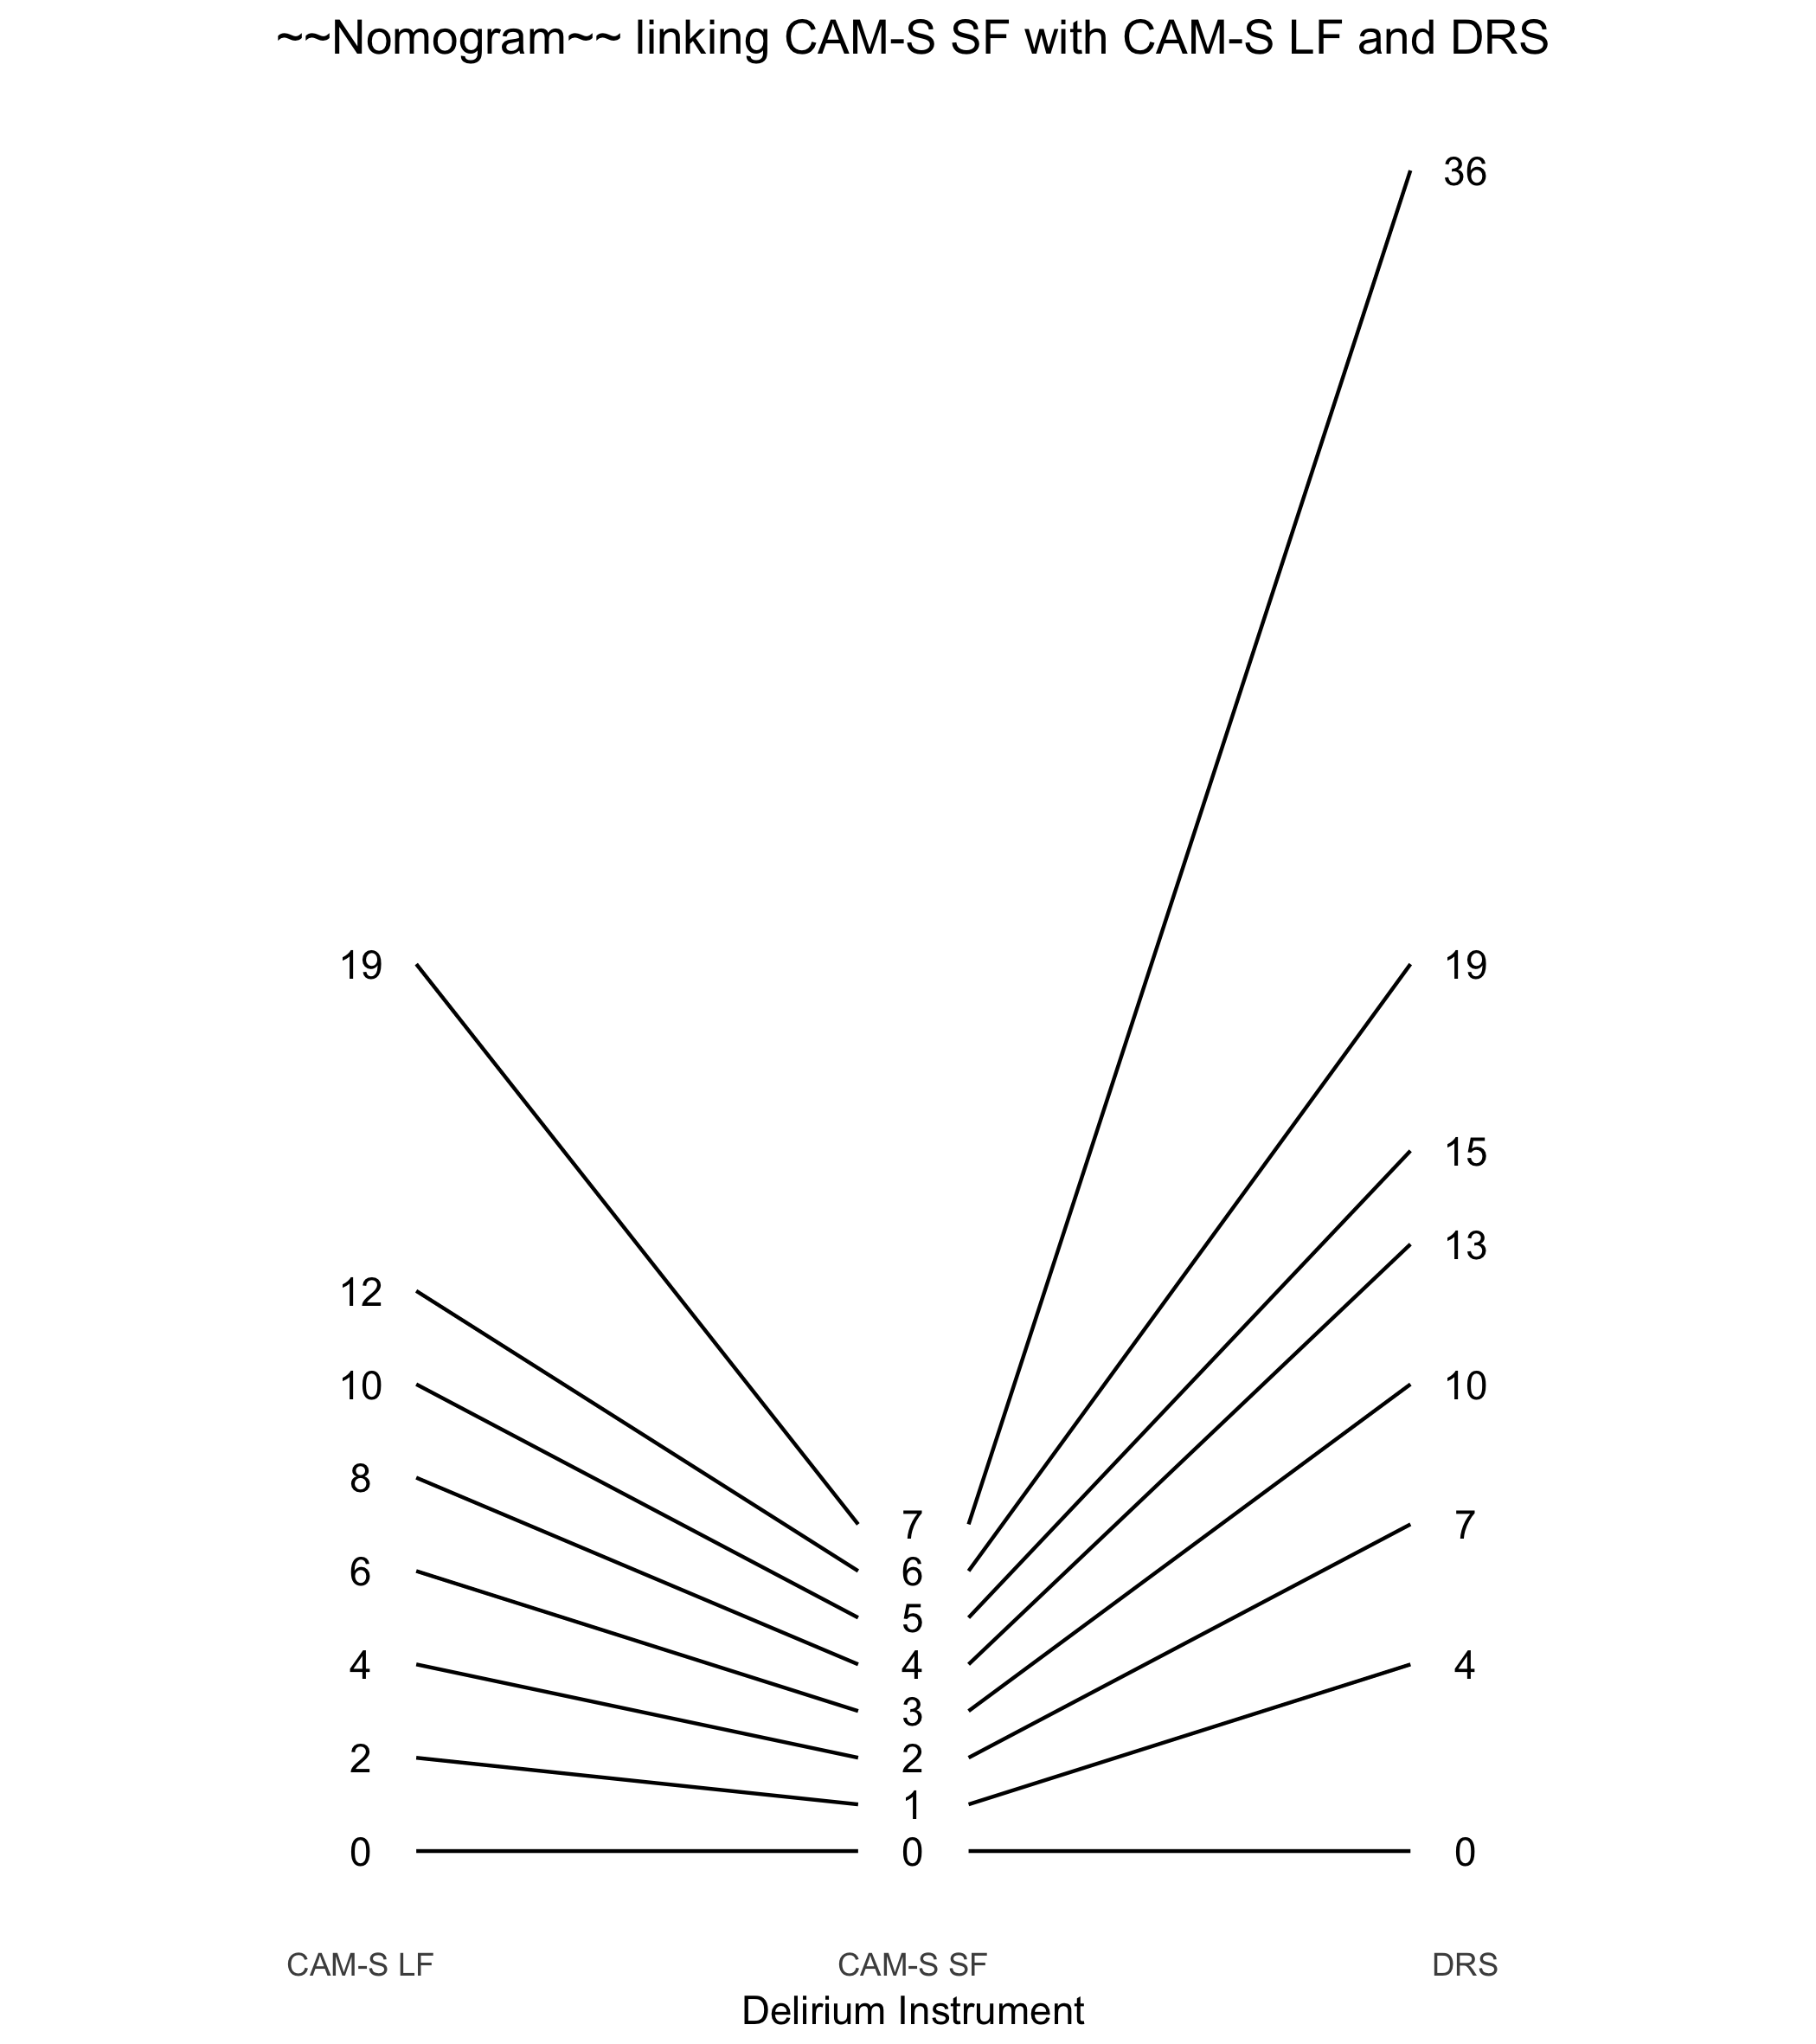 ~~Nomogram~~ linking CAM-S SF with CAM-S LF and DRS
36
19 19
15
12 13
10 10
8
7 7
6 6
5
4 4 4
3
2 2
1
0 0 0
CAM-S LF CAM-S SF DRS
Delirium Instrument